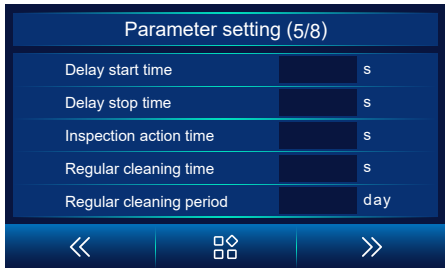 Parameter setting (5/8)
Delay start time s
Delay stop time s
Inspection action time s
Regular cleaning time s
Regular cleaning period day